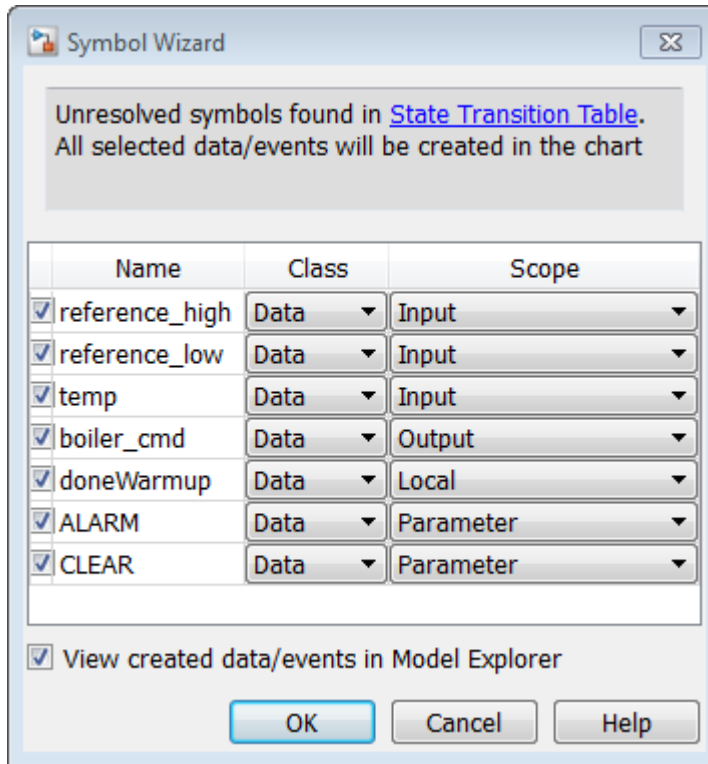 Symbol Wizard
Unresolved symbols found in State Transition Table.
All selected data/events will be created in the chart
Name Class Scope
reference_high Data Input
reference_low Data Input
temp Data Input
boiler_cmd Data Output
doneWarmup Data Local
ALARM Data Parameter
CLEAR Data Parameter
View created data/events in Model Explorer
OK Cancel Help